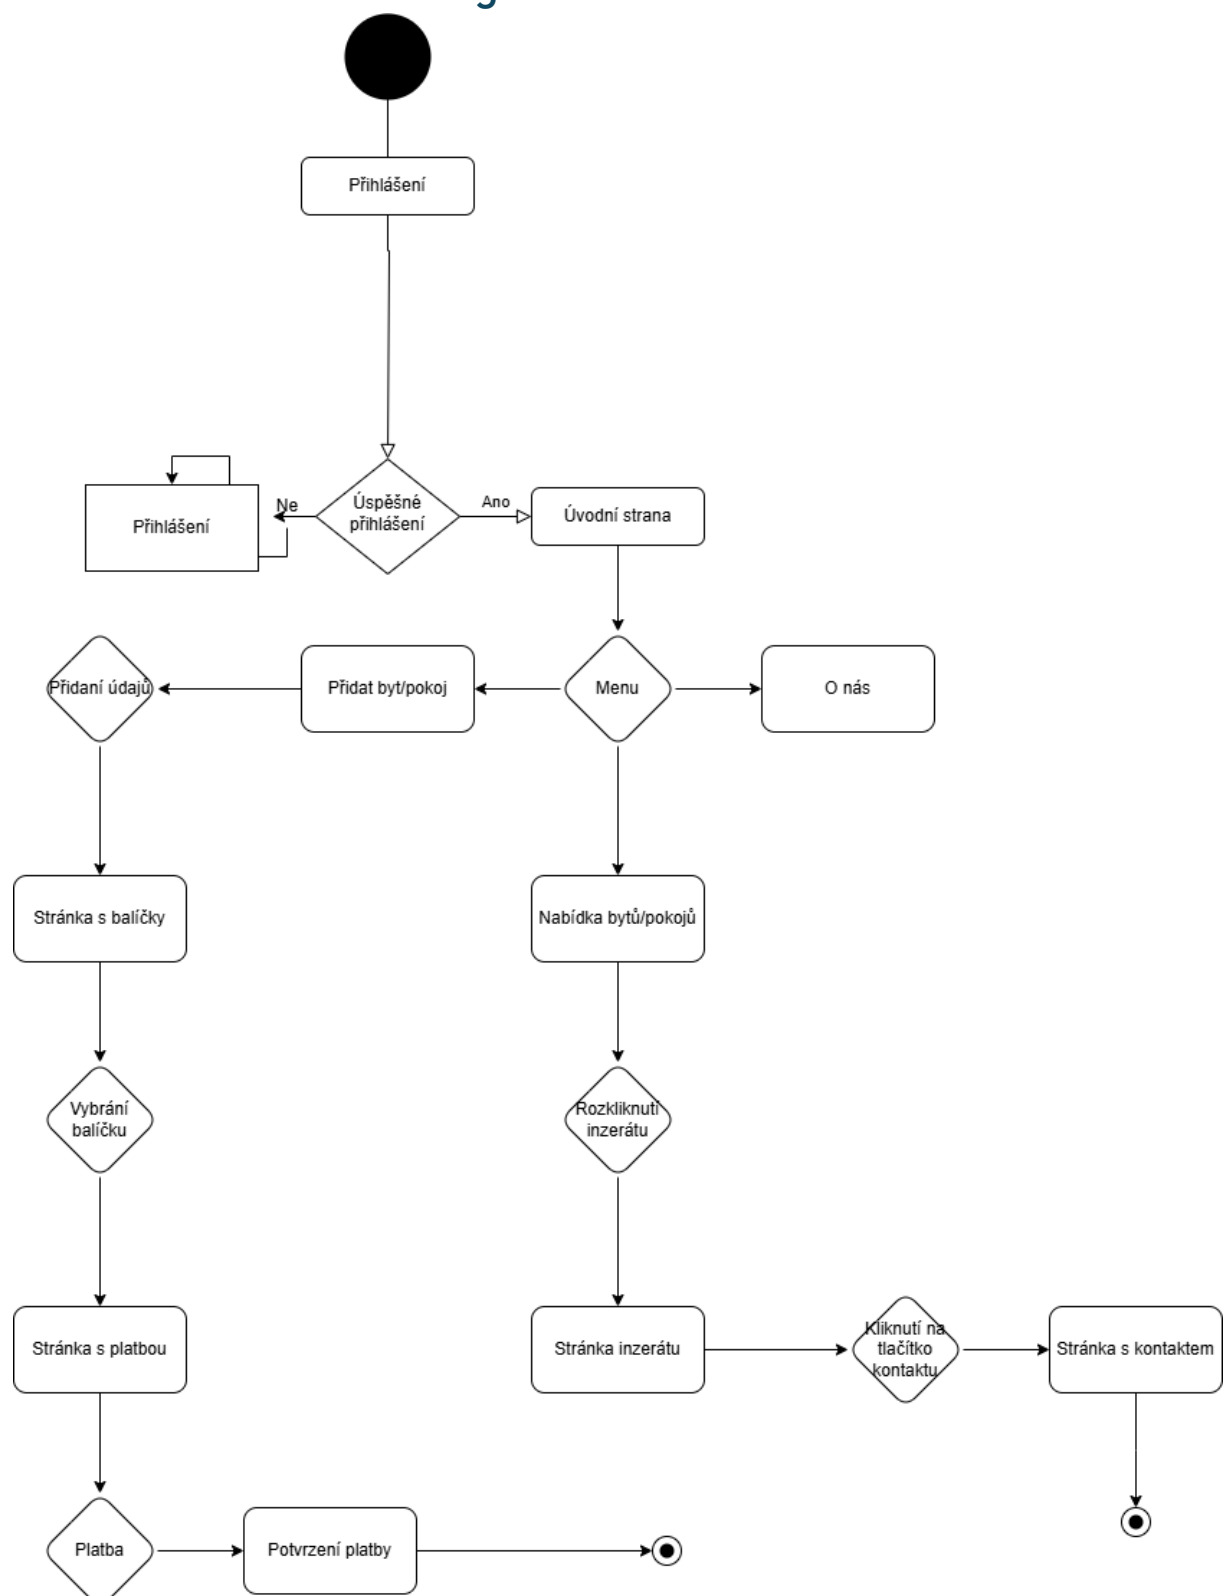 Přihlášení
Úspěšné
přihlášení
Ne
Ano
Přihlášení
Úvodní strana
Přidaní údajů
Přidat byt/pokoj
Menu
O nás
Stránka s balíčky
Nabídka bytů/pokojů
Vybrání
balíčku
Rozkliknutí
inzerátu
Stránka s platbou
Stránka inzerátu
Kliknutí na
tlačítko
kontaktu
Stránka s kontaktem
Platba
Potvrzení platby